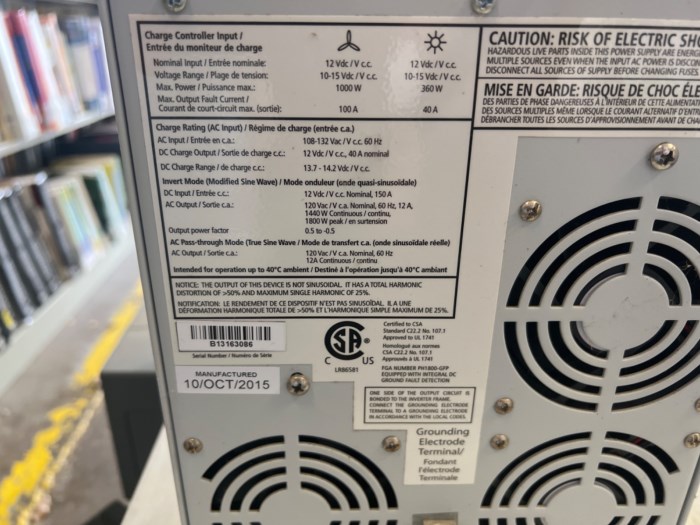 Charge Controller Input /
Entrée du moniteur de charge
Nominal Input / Entrée nominale: 12 Vdc / V c.c. 12 Vdc / V c.c.
Voltage Range / Plage de tension: 10-15 Vdc / V c.c. 10-15 Vdc / V c.c.
Max. Power / Puissance max.: 1000 W 360 W
Max. Output Fault Current /
Courant de court-circuit max. (sortie): 100 A 40 A
Charge Rating (AC Input) / Régime de charge (entrée c.a.)
AC Input / Entrée en c.a.: 108-132 Vac / V c.c. 60 Hz
DC Charge Output / Sortie de charge c.c.: 12 Vdc / V c.c., 40 A nominal
DC Charge Range / de charge c.c.: 13.7 - 14.2 Vdc / V c.c.
Invert Mode (Modified Sine Wave) / Mode onduleur (onde quasi-sinusoïdale)
DC Input / Entrée c.c.: 12 Vdc / V c.c. Nominal, 150 A
AC Output / Sortie c.a.: 120 Vac / V c.a. Nominal, 60 Hz, 12 A,
1440 W Continuous / continu,
1800 W peak / en surtension
Output power factor 0.5 to -0.5
AC Pass-through Mode (True Sine Wave / Mode de transfert c.a. (onde sinusoïdale réelle)
AC Output / Sortie c.a.: 120 Vac / V c.a. Nominal, 60 Hz
12A Continuous / continu
Intended for operation up to 40°C ambient / Destiné à l'opération jusqu'à 40°C ambiant
NOTICE: THE OUTPUT OF THIS DEVICE IS NOT SINUSOIDAL. IT HAS A TOTAL HARMONIC
DISTORTION OF >50% AND MAXIMUM SINGLE HARMONIC OF 25%.
NOTIFICATION: LE RENDEMENT DE CE DISPOSITIF N'EST PAS SINUSOÏDAL. IL A UNE
DÉFORMATION HARMONIQUE TOTALE DE >50% ET L'HARMONIQUE SIMPLE MAXIMUM DE 25%.
B13163086
Serial Number / Numéro de Série
MANUFACTURED
10/OCT/2015
SA
C US
LR86581
Certified to CSA
Standard C22.2 No. 107.1
Approved to UL 1741
Homologué aux normes
CSA C22.2 No. 107.1
Approuvés à UL 1741
PGA NUMBER PH1800-GFP
EQUIPPED WITH INTEGRAL DC
GROUND FAULT DETECTION
ONE SIDE OF THE OUTPUT CIRCUIT IS
BONDED TO THE INVERTER FRAME.
CONNECT THE GROUNDING ELECTRODE
TERMINAL TO A GROUNDING ELECTRODE
IN ACCORDANCE WITH THE LOCAL CODES.
Grounding
Electrode
Terminal/
Fondant
l'électrode
Terminale
CAUTION: RISK OF ELECTRIC SHO
HAZARDOUS LIVE PARTS INSIDE THIS POWER SUPPLY ARE ENERG
MULTIPLE SOURCES EVEN WHEN THE INPUT AC POWER IS DISCON
DISCONNECT ALL SOURCES OF SUPPLY BEFORE CHANGING FUSES
MISE EN GARDE: RISQUE DE CHOC ÉLE
DES PARTIES DE PHASE DANGEREUSES À L'INTÉRIEUR DE CETTE ALIMENTA
DES SOURCES MULTIPLES MÊME LORSQUE LE COURANT ALTERNATIF D'ENTR
DÉBRANCHER TOUTES LES SOURCES D'APPROVISIONNEMENT AVANT DE CHA